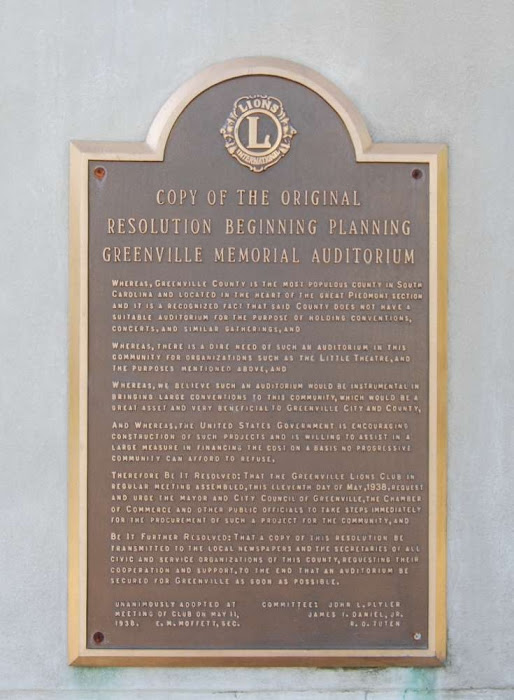 LIONS
L
INTERNATIONAL
COPY OF THE ORIGINAL
RESOLUTION BEGINNING PLANNING
GREENVILLE MEMORIAL AUDITORIUM
WHEREAS, GREENVILLE COUNTY IS THE MOST POPULOUS COUNTY IN SOUTH
CAROLINA AND LOCATED IN THE HEART OF THE GREAT PIEDMONT SECTION
AND IT IS A RECOGNIZED FACT THAT SAID COUNTY DOES NOT HAVE A
SUITABLE AUDITORIUM FOR THE PURPOSE OF HOLDING CONVENTIONS,
CONCERTS, AND SIMILAR GATHERINGS, AND
WHEREAS, THERE IS A DIRE NEED OF SUCH AN AUDITORIUM IN THIS
COMMUNITY FOR ORGANIZATIONS SUCH AS THE LITTLE THEATRE, AND
THE PURPOSES MENTIONED ABOVE, AND
WHEREAS, WE BELIEVE SUCH AN AUDITORIUM WOULD BE INSTRUMENTAL IN
BRINGING LARGE CONVENTIONS TO THIS COMMUNITY, WHICH WOULD BE A
GREAT ASSET AND VERY BENEFICIAL TO GREENVILLE CITY AND COUNTY,
AND WHEREAS, THE UNITED STATES GOVERNMENT IS ENCOURAGING
CONSTRUCTION OF SUCH PROJECTS AND IS WILLING TO ASSIST IN A
LARGE MEASURE IN FINANCING THE COST ON A BASIS NO PROGRESSIVE
COMMUNITY CAN AFFORD TO REFUSE.
THEREFORE BE IT RESOLVED: THAT THE GREENVILLE LIONS CLUB IN
REGULAR MEETING ASSEMBLED, THIS ELEVENTH DAY OF MAY, 1938, REQUEST
AND URGE THE MAYOR AND CITY COUNCIL OF GREENVILLE, THE CHAMBER
OF COMMERCE AND OTHER PUBLIC OFFICIALS TO TAKE STEPS IMMEDIATELY
FOR THE PROCUREMENT OF SUCH A PROJECT FOR THE COMMUNITY, AND
BE IT FURTHER RESOLVED: THAT A COPY OF THIS RESOLUTION BE
TRANSMITTED TO THE LOCAL NEWSPAPERS AND THE SECRETARIES OF ALL
CIVIC AND SERVICE ORGANIZATIONS OF THIS COUNTY, REQUESTING THEIR
COOPERATION AND SUPPORT, TO THE END THAT AN AUDITORIUM BE
SECURED FOR GREENVILLE AS SOON AS POSSIBLE.
UNANIMOUSLY ADOPTED AT COMMITTEE: JOHN L. PLYLER
MEETING OF CLUB ON MAY 11, JAMES I. DANIEL, JR.
1938. E. M. MOFFETT, SEC. R. D. TUTEN